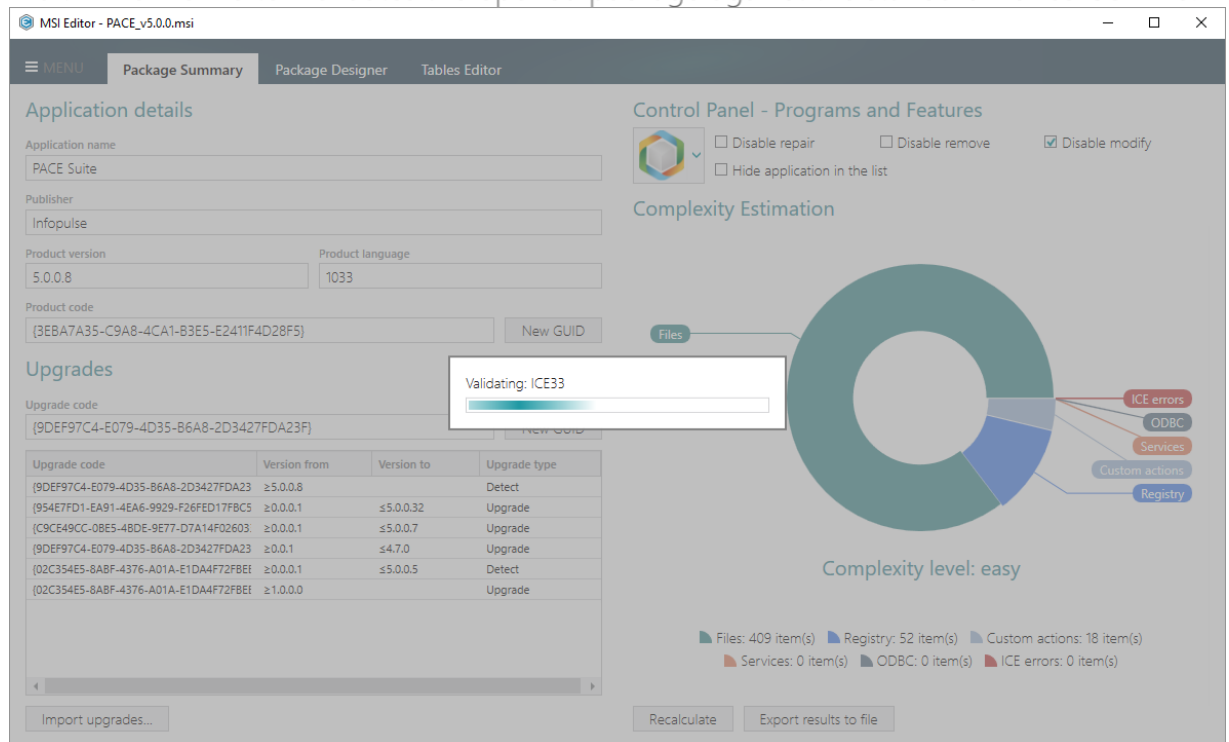 MSI Editor - PACE_v5.0.0.msi
MENU Package Summary Package Designer Tables Editor
Application details
Application name
PACE Suite
Publisher
Infopulse
Product version Product language
5.0.0.8 1033
Product code
{3EBA7A35-C9A8-4CA1-B3E5-E2411F4D28F5} New GUID
Upgrades
Upgrade code
{9DEF97C4-E079-4D35-B6A8-2D3427FDA23F} New GUID
Upgrade code Version from Version to Upgrade type
{9DEF97C4-E079-4D35-B6A8-2D3427FDA23 ≥5.0.0.8 Detect
{954E7FD1-EA91-4EA6-9929-F26FED17FBC5 ≥0.0.0.1 ≤5.0.0.32 Upgrade
{C9CE49CC-0BE5-4BDE-9E77-D7A14F02603 ≥0.0.0.1 ≤5.0.0.7 Upgrade
{9DEF97C4-E079-4D35-B6A8-2D3427FDA23 ≥0.0.1 ≤4.7.0 Upgrade
{02C354E5-8ABF-4376-A01A-E1DA4F72FBEE ≥0.0.0.1 ≤5.0.0.5 Detect
{02C354E5-8ABF-4376-A01A-E1DA4F72FBEE ≥1.0.0.0 Upgrade
Import upgrades...
Validating: ICE33
Control Panel - Programs and Features
Disable repair Disable remove Disable modify
Hide application in the list
Complexity Estimation
Files
ICE errors
ODBC
Services
Custom actions
Registry
Complexity level: easy
Files: 409 item(s) Registry: 52 item(s) Custom actions: 18 item(s)
Services: 0 item(s) ODBC: 0 item(s) ICE errors: 0 item(s)
Recalculate Export results to file